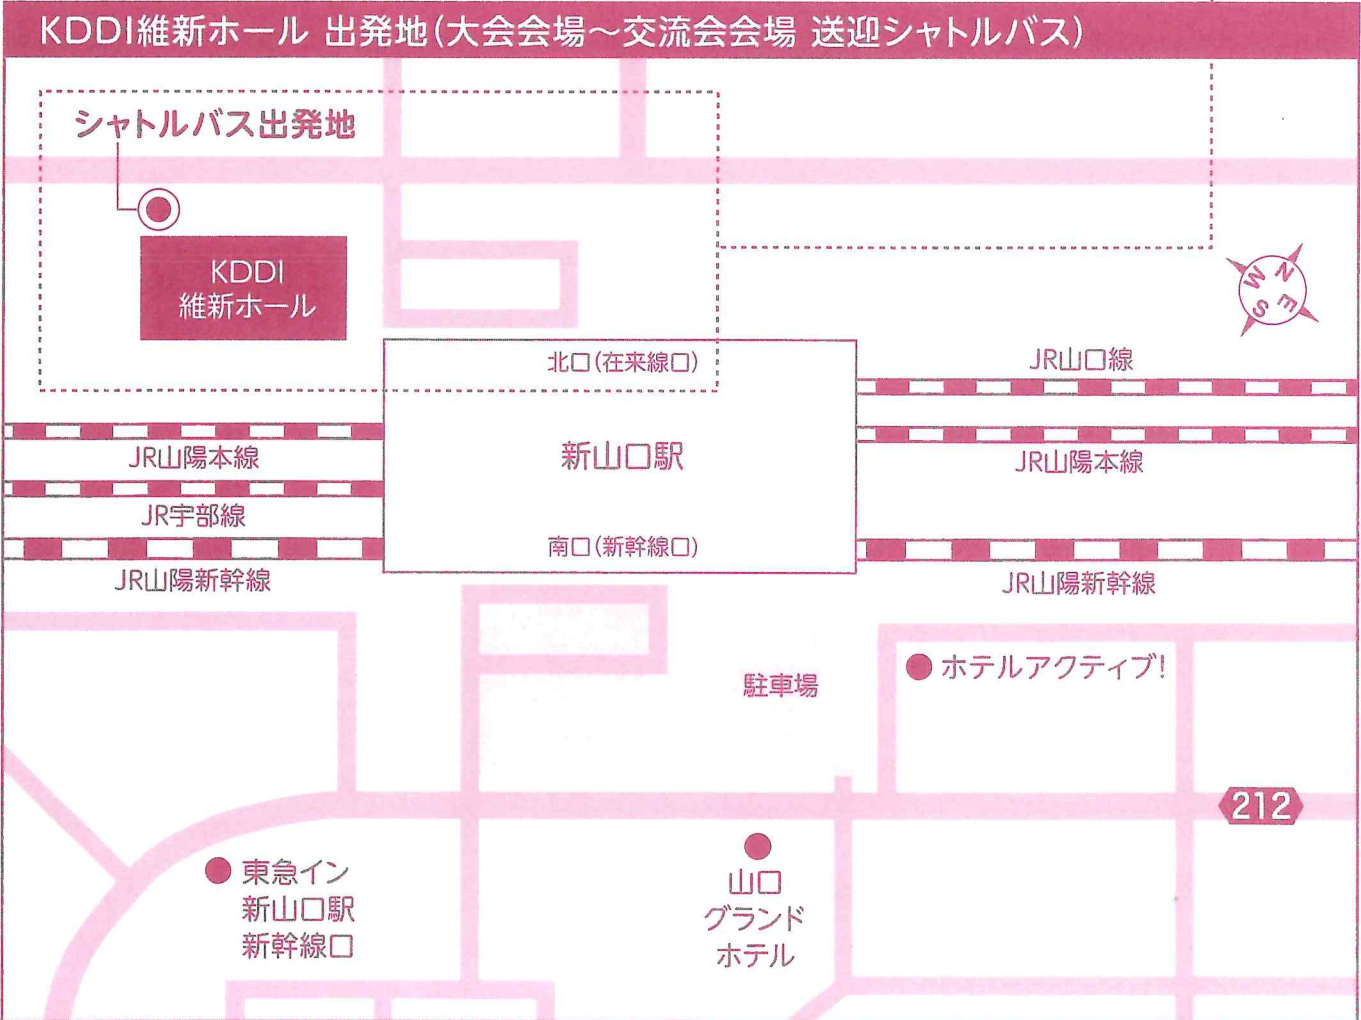 KDDI維新ホール 出発地(大会会場～交流会会場 送迎シャトルバス)
シャトルバス出発地
KDDI
維新ホール
N
W
E
S
北口(在来線口)
JR山口線
新山口駅
JR山陽本線
JR山陽本線
JR宇部線
南口(新幹線口)
JR山陽新幹線
JR山陽新幹線
ホテルアクティブ!
駐車場
212
東急イン
新山口駅
新幹線口
山口
グランド
ホテル